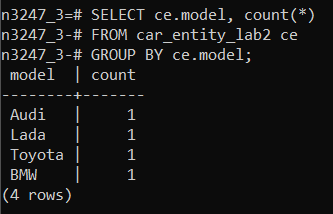 n3247_3=# SELECT ce.model, count(*)
n3247_3-# FROM car_entity_lab2 ce
n3247_3-# GROUP BY ce.model;
 model  | count
--------+-------
 Audi   |     1
 Lada   |     1
 Toyota |     1
 BMW    |     1
(4 rows)